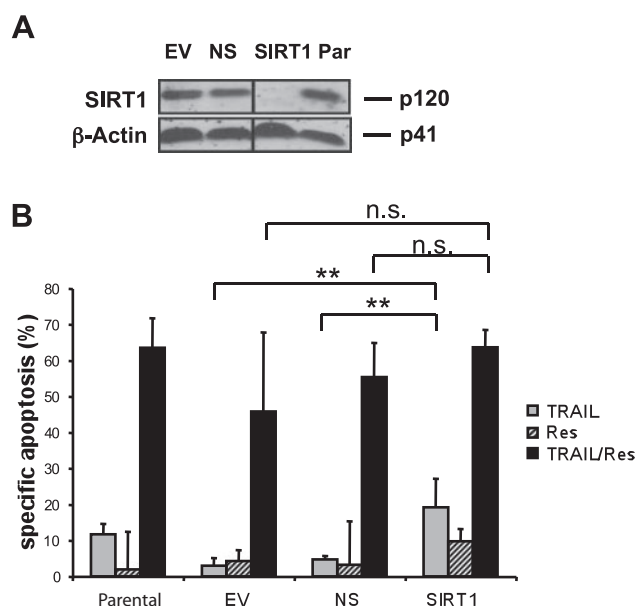 A
EV NS SIRT1 Par
SIRT1
p120
β-Actin
p41
B
n.s.
n.s.
**
**
specific apoptosis (%)
80
70
60
50
40
30
20
10
0
TRAIL
Res
TRAIL/Res
Parental EV NS SIRT1